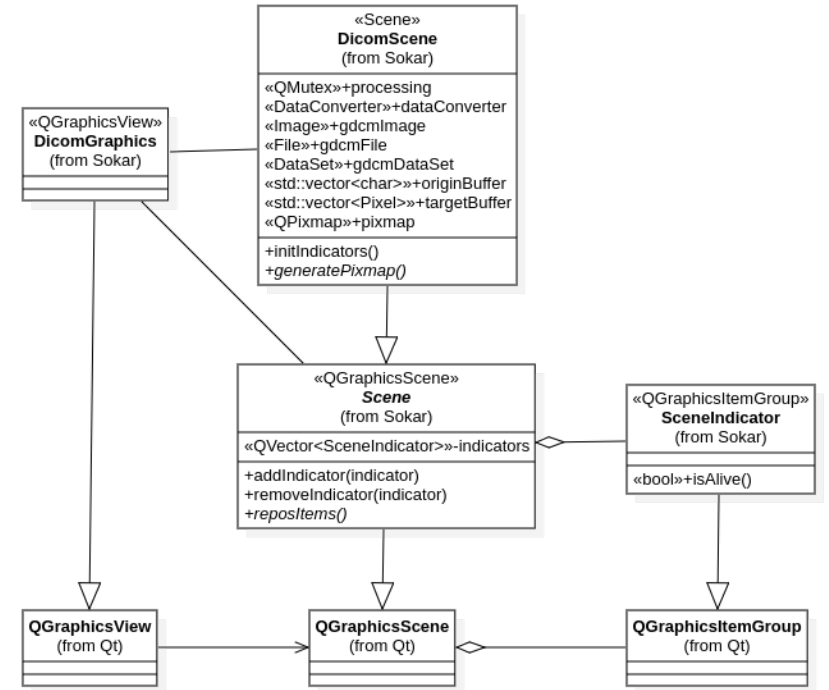 «Scene»
DicomScene
(from Sokar)
«QMutex»+processing
«DataConverter»+dataConverter
«Image»+gdcmImage
«File»+gdcmFile
«DataSet»+gdcmDataSet
«std::vector<char>»+originBuffer
«std::vector<Pixel>»+targetBuffer
«QPixmap»+pixmap
+initIndicators()
+generatePixmap()
«QGraphicsView»
DicomGraphics
(from Sokar)
«QGraphicsScene»
Scene
(from Sokar)
«QVector<SceneIndicator>»-indicators
+addIndicator(indicator)
+removeIndicator(indicator)
+reposItems()
«QGraphicsItemGroup»
SceneIndicator
(from Sokar)
«bool»+isAlive()
QGraphicsView
(from Qt)
QGraphicsScene
(from Qt)
QGraphicsItemGroup
(from Qt)